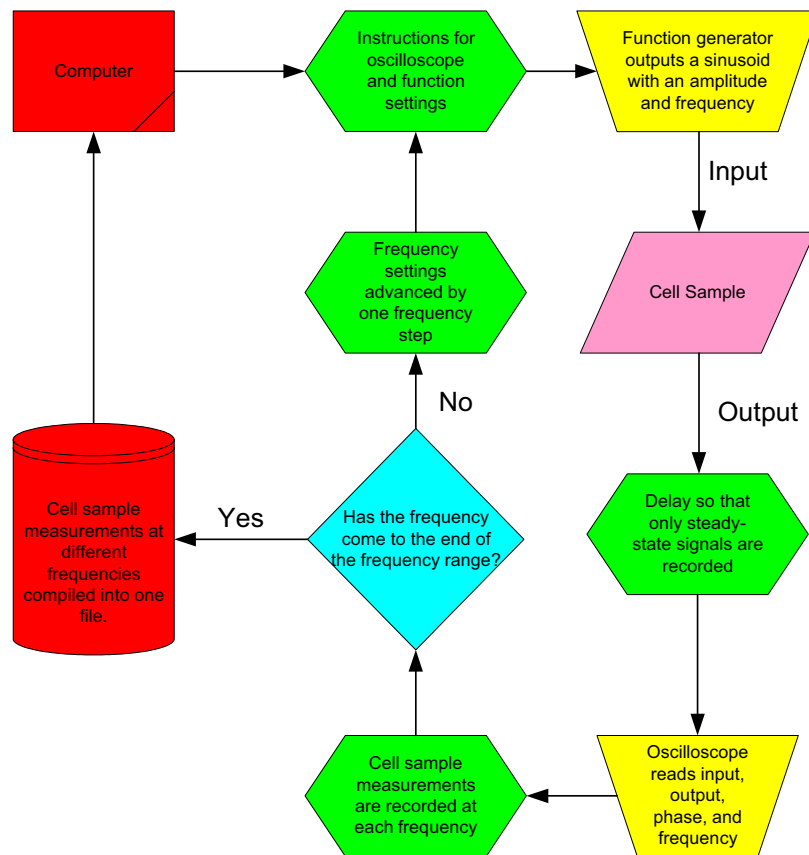 Computer
Instructions for
oscilloscope
and function
settings
Function generator
outputs a sinusoid
with an amplitude
and frequency
Input
Frequency
settings
advanced by
one frequency
step
Cell Sample
No
Output
Cell sample
measurements at
different
frequencies
compiled into one
file.
Yes
Has the frequency
come to the end of
the frequency range?
Delay so that
only steady-
state signals are
recorded
Cell sample
measurements
are recorded at
each frequency
Oscilloscope
reads input,
output,
phase, and
frequency